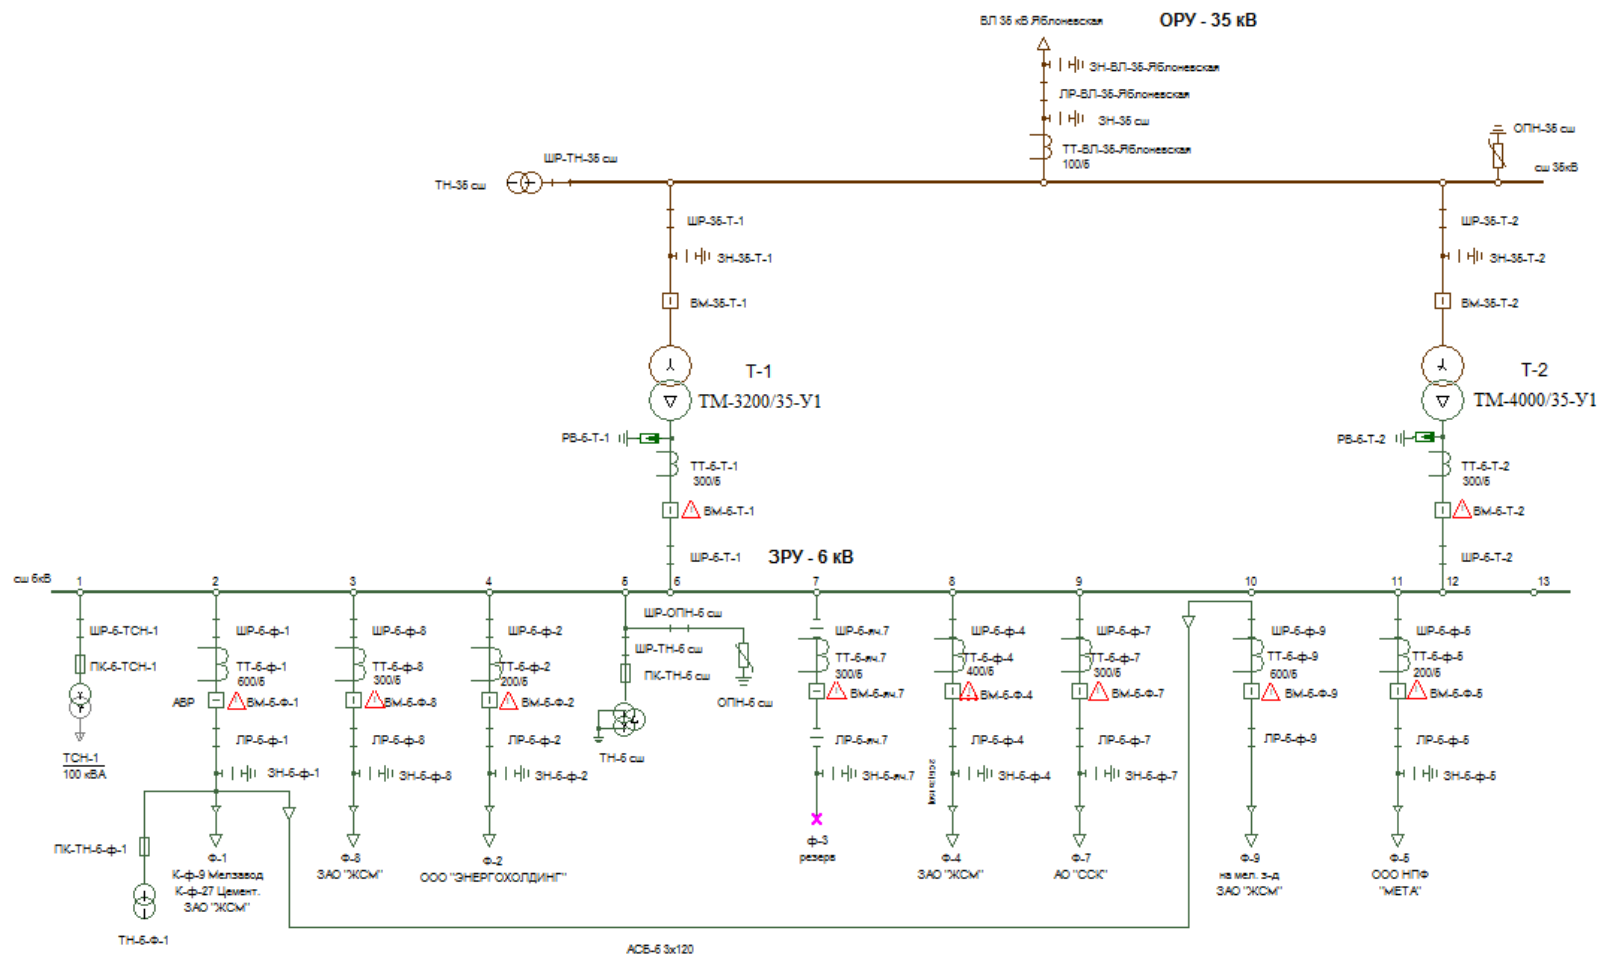 ВЛ 35 кВ Яблоневская
ОРУ - 35 кВ
ЗН-ВЛ-35-Яблоневская
ЛР-ВЛ-35-Яблоневская
ЗН-35 сш
ОПН-35 сш
ТТ-ВЛ-35-Яблоневская
100/5
ШР-ТН-35 сш
сш 35кВ
ТН-35 сш
ШР-35-Т-1
ШР-35-Т-2
ЗН-35-Т-1
ЗН-35-Т-2
ВМ-35-Т-1
ВМ-35-Т-2
Т-1
Т-2
ТМ-3200/35-У1
ТМ-4000/35-У1
РВ-6-Т-1
РВ-6-Т-2
ТТ-6-Т-1
300/5
ТТ-6-Т-2
300/5
ВМ-6-Т-1
ВМ-6-Т-2
ШР-6-Т-1
ЗРУ - 6 кВ
ШР-6-Т-2
сш 6кВ
1 2 3 4 5 6 7 8 9 10 11 12 13
ШР-ОПН-6 сш
ШР-6-ТСН-1
ШР-6-ф-1
ШР-6-ф-8
ШР-6-ф-2
ШР-ТН-6 сш
ШР-6-яч.7
ШР-6-ф-4
ШР-6-ф-7
ШР-6-ф-9
ШР-6-ф-5
ПК-6-ТСН-1
ТТ-6-ф-1
600/5
ТТ-6-ф-8
300/5
ТТ-6-ф-2
200/5
ПК-ТН-6 сш
ТТ-6-яч.7
300/5
ТТ-6-ф-4
400/5
ТТ-6-ф-7
300/5
ТТ-6-ф-9
600/5
ТТ-6-ф-5
200/5
АВР
ВМ-6-Ф-1
ВМ-6-Ф-8
ВМ-6-Ф-2
ОПН-6 сш
ВМ-6-яч.7
ВМ-6-Ф-4
ВМ-6-Ф-7
ВМ-6-Ф-9
ВМ-6-Ф-5
ЛР-6-ф-1
ЛР-6-ф-8
ЛР-6-ф-2
ТН-6 сш
ЛР-6-яч.7
ЛР-6-ф-4
ЛР-6-ф-7
ЛР-6-ф-9
ЛР-6-ф-5
ТСН-1
100 кВА
ЗН-6-ф-1
ЗН-6-ф-8
ЗН-6-ф-2
ЗН-6-яч.7
ЗН-6-ф-4
ЗН-6-ф-7
ЗН-6-ф-5
ПК-ТН-6-ф-1
Ф-1
К-ф-9 Мелзавод
К-ф-27 Цемент.
ЗАО "ЖСМ"
Ф-8
ЗАО "ЖСМ"
Ф-2
ООО "ЭНЕРГОХОЛДИНГ"
ф-3
резерв
Ф-4
ЗАО "ЖСМ"
Ф-7
АО "ССК"
Ф-9
на мел. з-д
ЗАО "ЖСМ"
Ф-5
ООО НПФ
"МЕТА"
ТН-6-Ф-1
АСБ-6 3х120